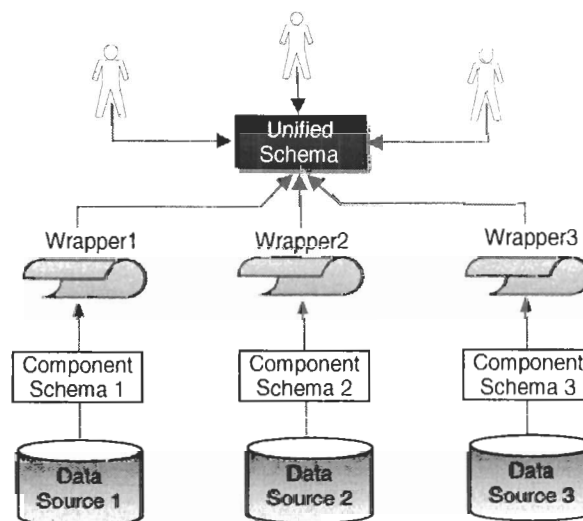 Unified
Schema
Wrapper1
Wrapper2
Wrapper3
Component
Schema 1
Component
Schema 2
Component
Schema 3
Data
Source 1
Data
Source 2
Data
Source 3